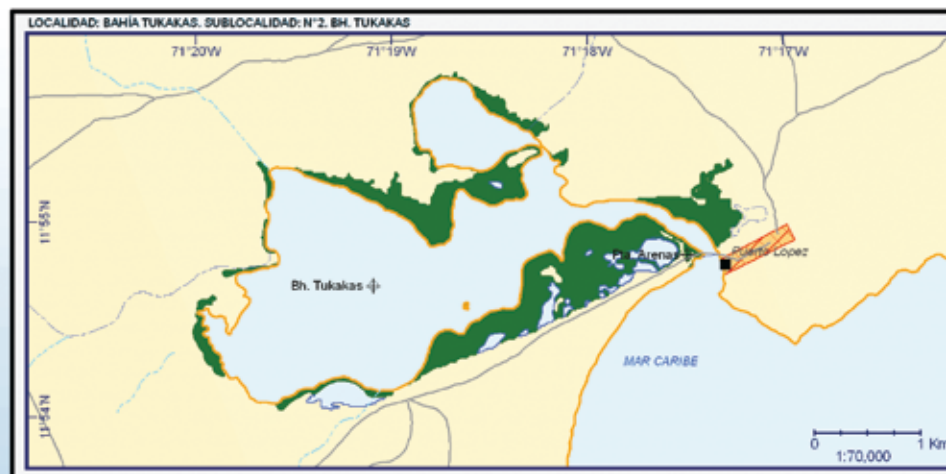 LOCALIDAD: BAHÍA TUKAKAS. SUBLOCALIDAD: N°2. BH. TUKAKAS
71°20'W 71°19'W 71°18'W 71°17'W
11°55'N
Pta. Arenas
Puerto Lopez
Bh. Tukakas
MAR CARIBE
11°54'N
0 1 Km
1:70,000